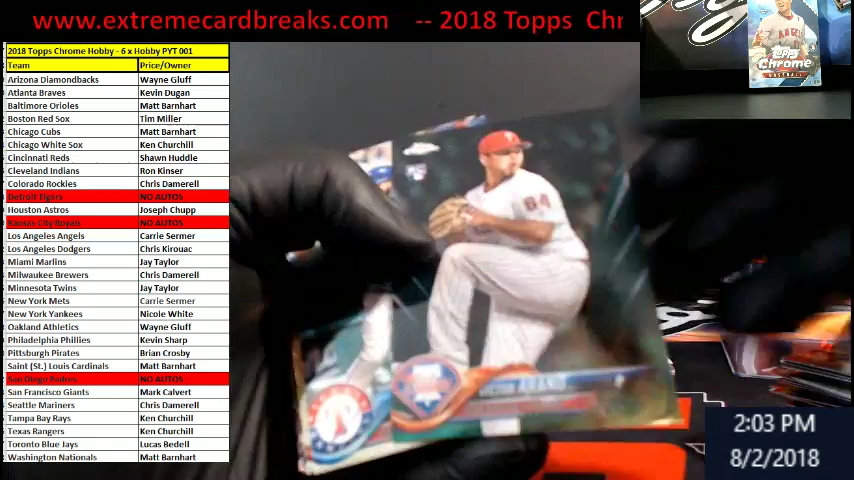 www.extremecardbreaks.com -- 2018 Topps Chr
2018 Topps Chrome Hobby - 6 x Hobby PYT 001
Team Price/Owner
Arizona Diamondbacks Wayne Gluff
Atlanta Braves Kevin Dugan
Baltimore Orioles Matt Barnhart
Boston Red Sox Tim Miller
Chicago Cubs Matt Barnhart
Chicago White Sox Ken Churchill
Cincinnati Reds Shawn Huddle
Cleveland Indians Ron Kinser
Colorado Rockies Chris Damerell
Detroit Tigers NO AUTOS
Houston Astros Joseph Chupp
Kansas City Royals NO AUTOS
Los Angeles Angels Carrie Sermer
Los Angeles Dodgers Chris Kirouac
Miami Marlins Jay Taylor
Milwaukee Brewers Chris Damerell
Minnesota Twins Jay Taylor
New York Mets Carrie Sermer
New York Yankees Nicole White
Oakland Athletics Wayne Gluff
Philadelphia Phillies Kevin Sharp
Pittsburgh Pirates Brian Crosby
Saint (St.) Louis Cardinals Matt Barnhart
San Diego Padres NO AUTOS
San Francisco Giants Mark Calvert
Seattle Mariners Chris Damerell
Tampa Bay Rays Ken Churchill
Texas Rangers Ken Churchill
Toronto Blue Jays Lucas Bedell
Washington Nationals Matt Barnhart
ANGELS
Topps
Chrome
BASEBALL
64
2:03 PM
8/2/2018